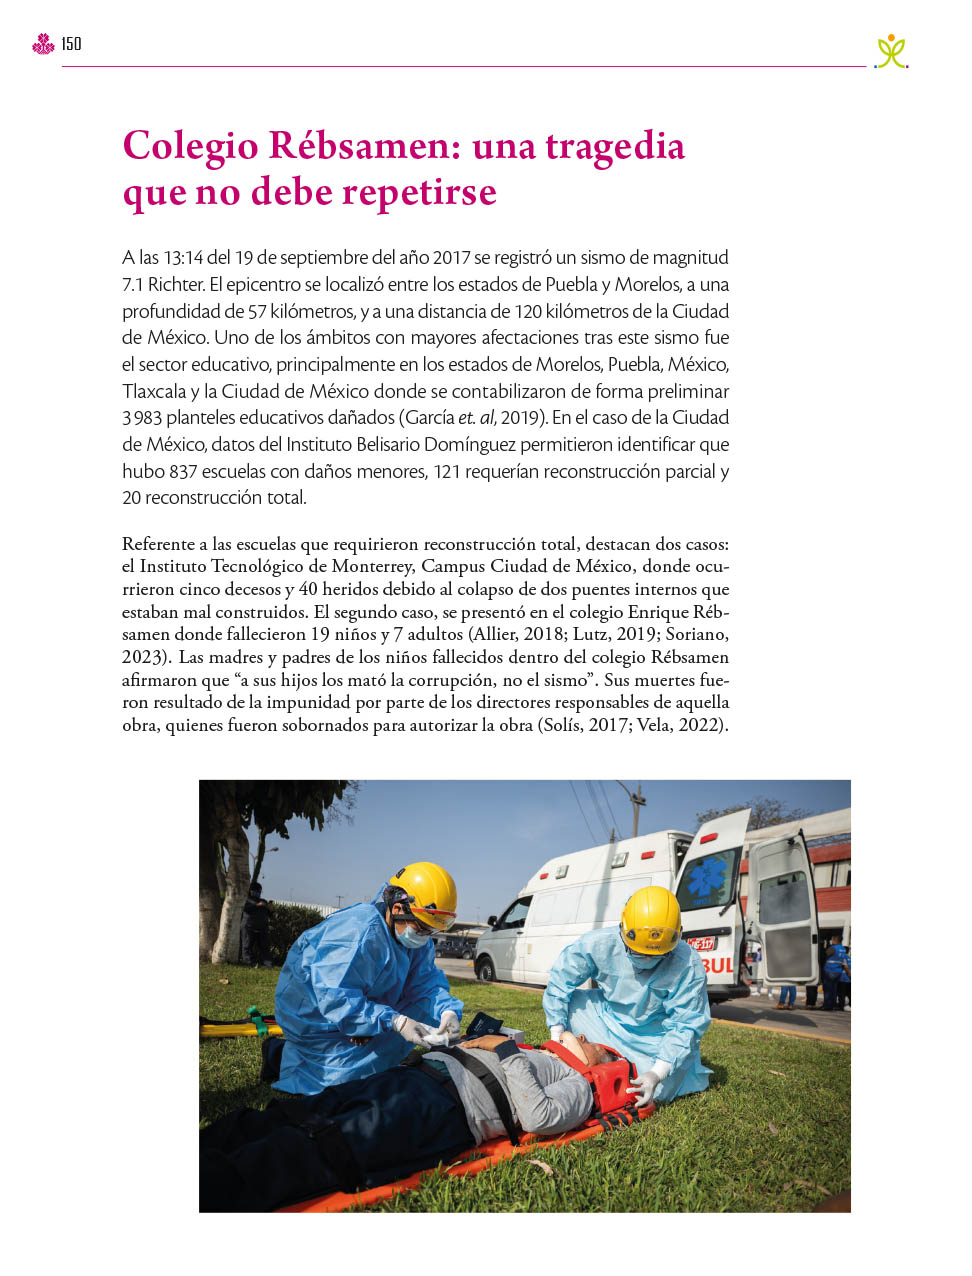 150
Colegio Rébsamen: una tragedia
que no debe repetirse
A las 13:14 del 19 de septiembre del año 2017 se registró un sismo de magnitud
7.1 Richter. El epicentro se localizó entre los estados de Puebla y Morelos, a una
profundidad de 57 kilómetros, y a una distancia de 120 kilómetros de la Ciudad
de México. Uno de los ámbitos con mayores afectaciones tras este sismo fue
el sector educativo, principalmente en los estados de Morelos, Puebla, México,
Tlaxcala y la Ciudad de México donde se contabilizaron de forma preliminar
3 983 planteles educativos dañados (García et. al, 2019). En el caso de la Ciudad
de México, datos del Instituto Belisario Domínguez permitieron identificar que
hubo 837 escuelas con daños menores, 121 requerían reconstrucción parcial y
20 reconstrucción total.
Referente a las escuelas que requirieron reconstrucción total, destacan dos casos:
el Instituto Tecnológico de Monterrey, Campus Ciudad de México, donde ocu-
rrieron cinco decesos y 40 heridos debido al colapso de dos puentes internos que
estaban mal construidos. El segundo caso, se presentó en el colegio Enrique Réb-
samen donde fallecieron 19 niños y 7 adultos (Allier, 2018; Lutz, 2019; Soriano,
2023). Las madres y padres de los niños fallecidos dentro del colegio Rébsamen
afirmaron que “a sus hijos los mató la corrupción, no el sismo”. Sus muertes fue-
ron resultado de la impunidad por parte de los directores responsables de aquella
obra, quienes fueron sobornados para autorizar la obra (Solís, 2017; Vela, 2022).
BUL